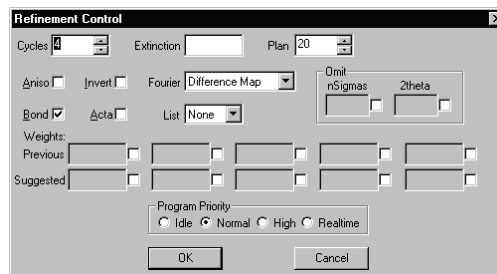 Refinement Control
Cycles 4 Extinction Plan 20
Aniso Invert Fourier Difference Map
Omit
nSigmas 2theta
Bond Acta List None
Weights:
Previous
Suggested
Program Priority
Idle Normal High Realtime
OK Cancel